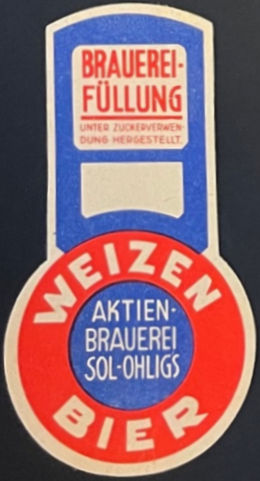 BRAUEREI-
FÜLLUNG
UNTER ZUCKERVERWEN-
DUNG HERGESTELLT.
WEIZEN
AKTIEN-
BRAUEREI
SOL-OHLIGS
BIER